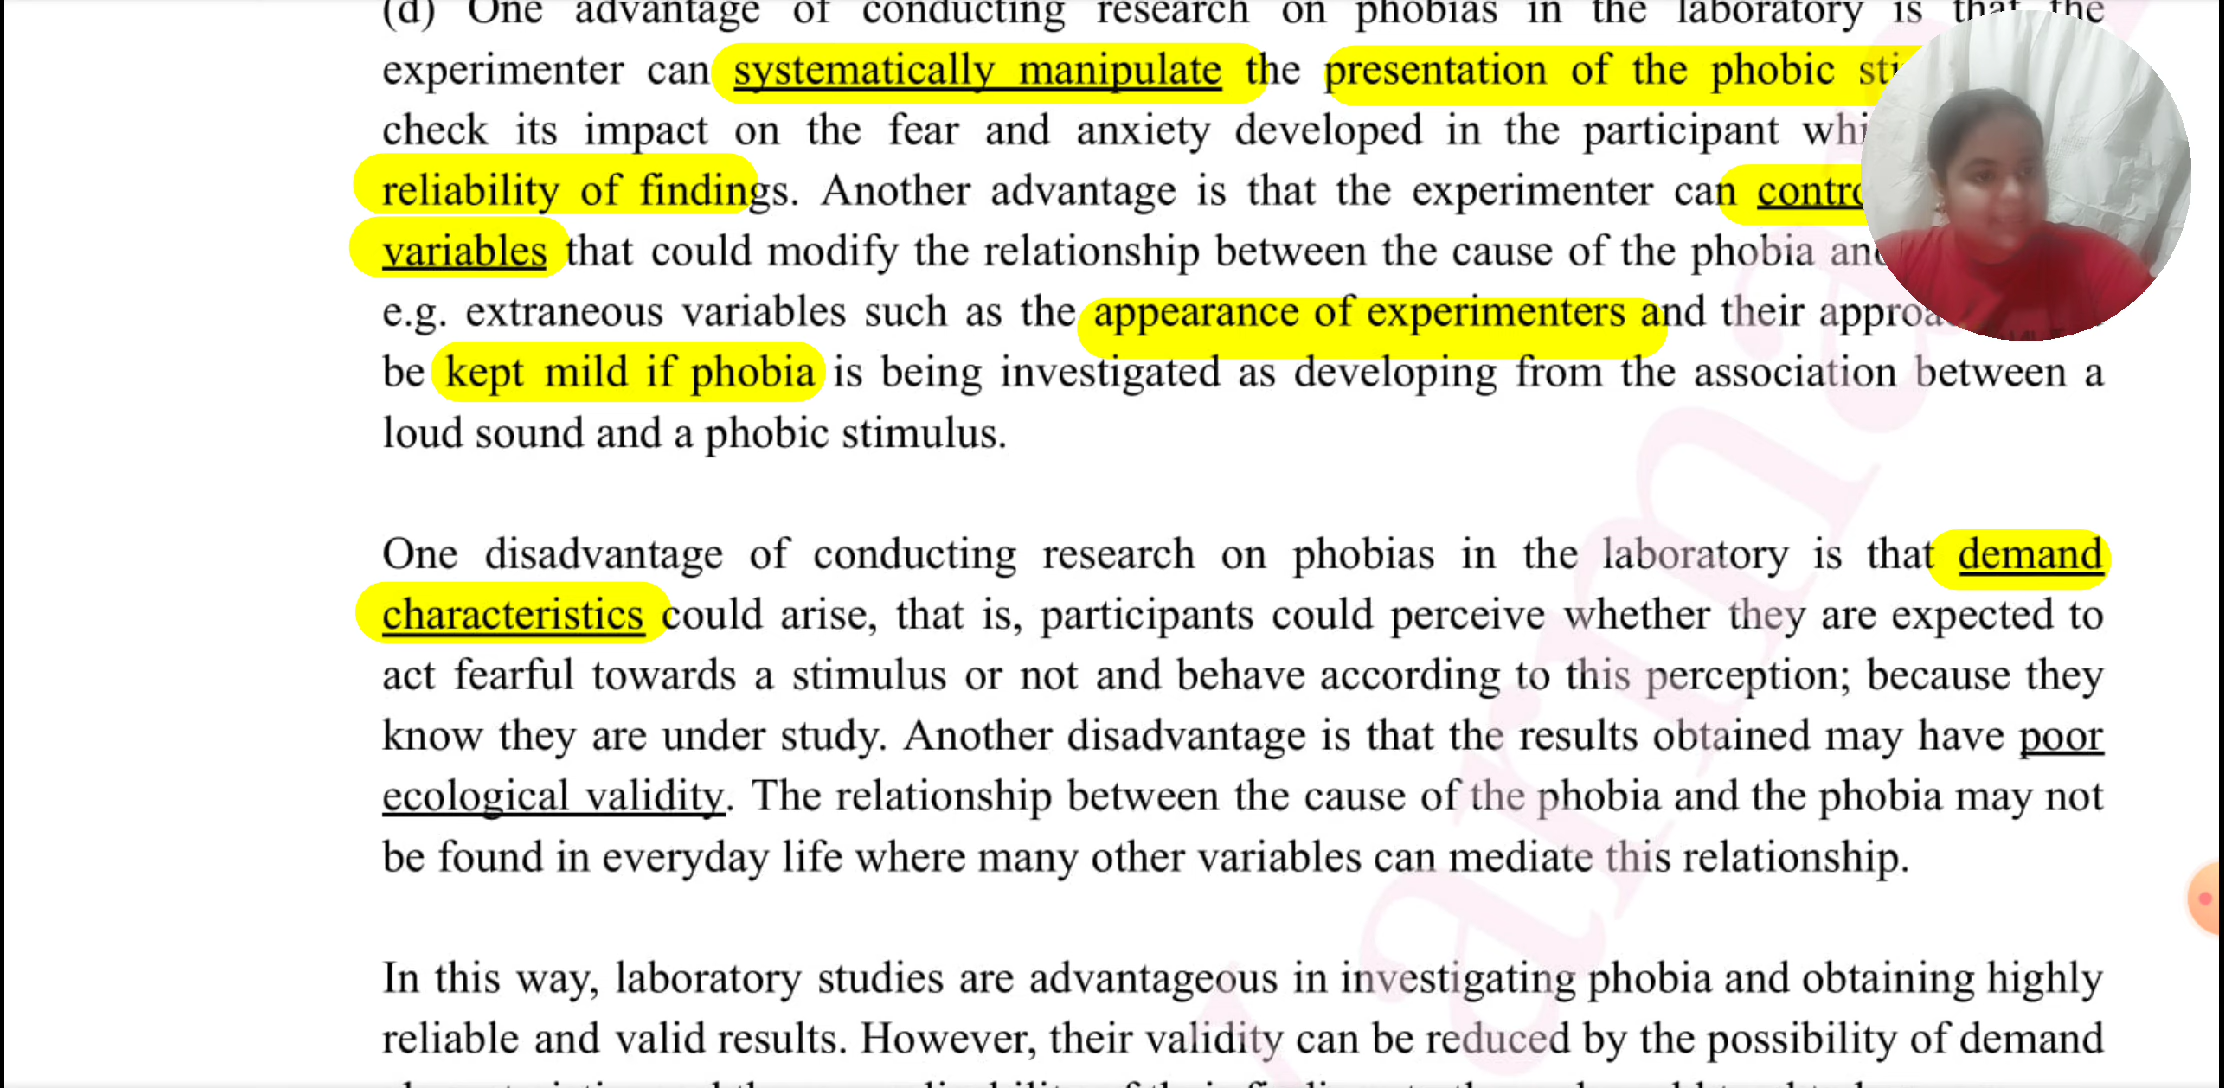 (d) One advantage of conducting research on phobias in the laboratory is that the
experimenter can systematically manipulate the presentation of the phobic
check its impact on the fear and anxiety developed in the participant
reliability of findings. Another advantage is that the experimenter can
variables that could modify the relationship between the cause of the phobia
e.g. extraneous variables such as the appearance of experimenters and their
be kept mild if phobia is being investigated as developing from the association between a
loud sound and a phobic stimulus.
One disadvantage of conducting research on phobias in the laboratory is that demand
characteristics could arise, that is, participants could perceive whether they are expected to
act fearful towards a stimulus or not and behave according to this perception; because they
know they are under study. Another disadvantage is that the results obtained may have poor
ecological validity. The relationship between the cause of the phobia and the phobia may not
be found in everyday life where many other variables can mediate this relationship.
In this way, laboratory studies are advantageous in investigating phobia and obtaining highly
reliable and valid results. However, their validity can be reduced by the possibility of demand